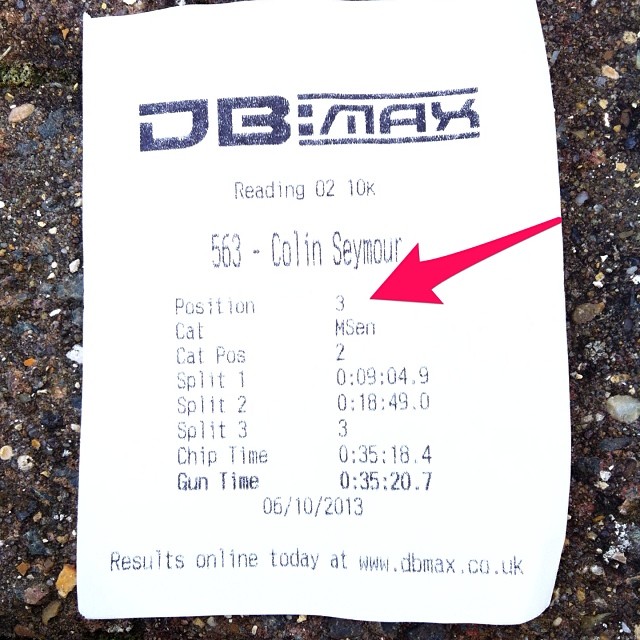 DB:MAX
Reading O2 10K
563 - Colin Seymour
Position 3
Cat MSen
Cat Pos 2
Split 1 0:09:04.9
Split 2 0:18:49.0
Split 3 3
Chip Time 0:35:18.4
Gun Time 0:35:20.7
06/10/2013
Results online today at www.dbmax.co.uk